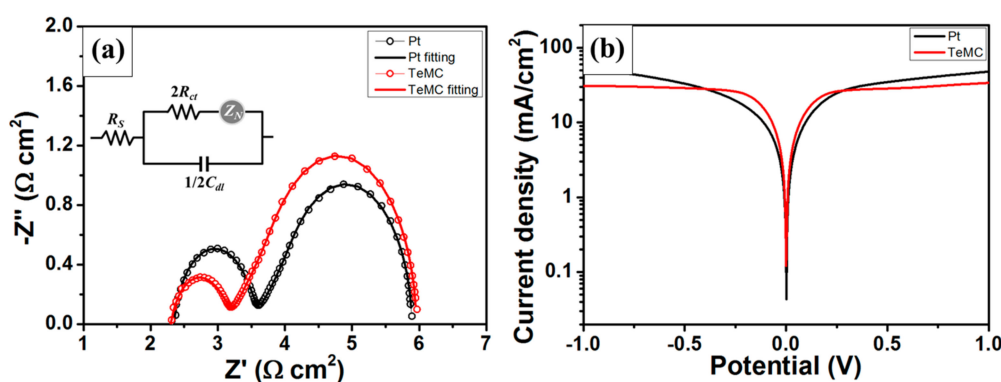 (a)
Pt
Pt fitting
TeMC
TeMC fitting
2R_ct
Z_N
R_S
1/2C_dl
2.0
1.6
1.2
0.8
0.4
0.0
1 2 3 4 5 6 7
-Z'' (Ω cm²)
Z' (Ω cm²)
(b)
Pt
TeMC
100
10
1
0.1
-1.0 -0.5 0.0 0.5 1.0
Current density (mA/cm²)
Potential (V)